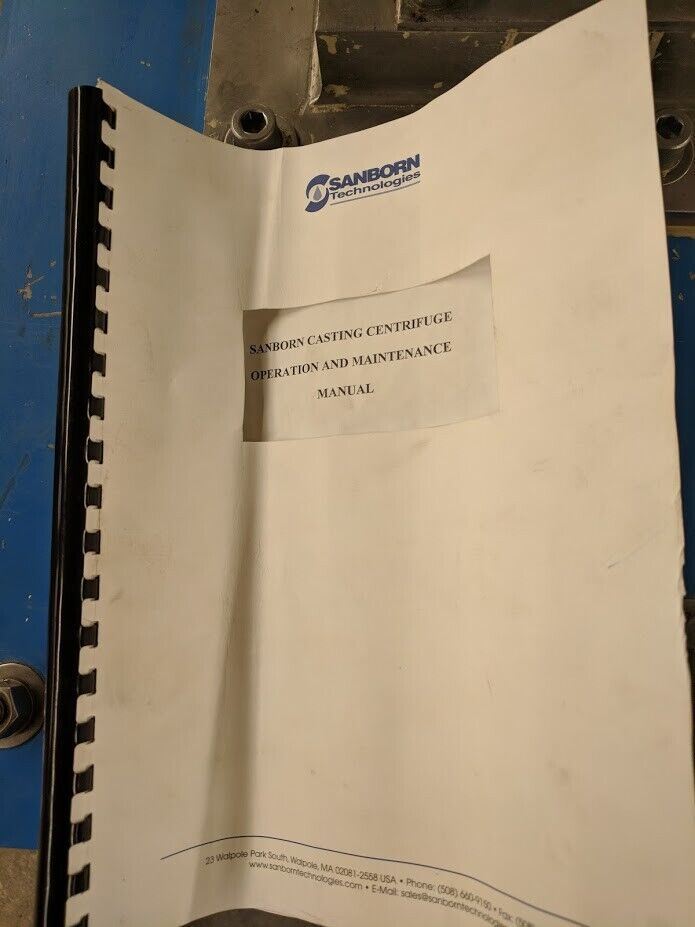 SANBORN
Technologies
SANBORN CASTING CENTRIFUGE
OPERATION AND MAINTENANCE
MANUAL
23 Walpole Park South, Walpole, MA 02081-2558 USA • Phone: (508) 660-9150 • Fax: (508)
www.sanborntechnologies.com • E-Mail: sales@sanborntechnologies